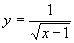 y = 1/√(x−1)